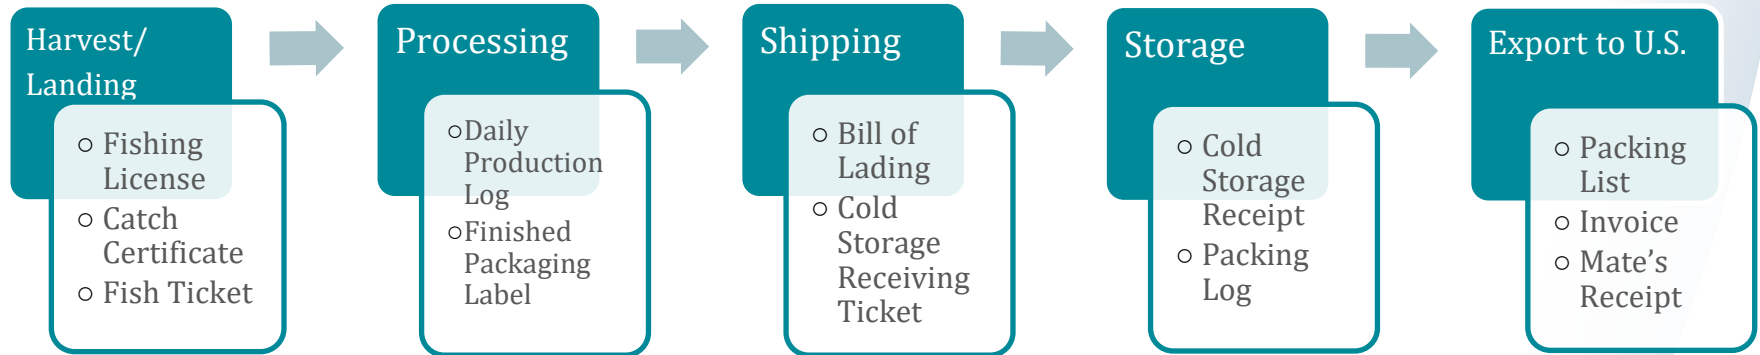 Harvest/
Landing
○ Fishing
License
○ Catch
Certificate
○ Fish Ticket
Processing
○Daily
Production
Log
○Finished
Packaging
Label
Shipping
○ Bill of
Lading
○ Cold
Storage
Receiving
Ticket
Storage
○ Cold
Storage
Receipt
○ Packing
Log
Export to U.S.
○ Packing
List
○ Invoice
○ Mate’s
Receipt